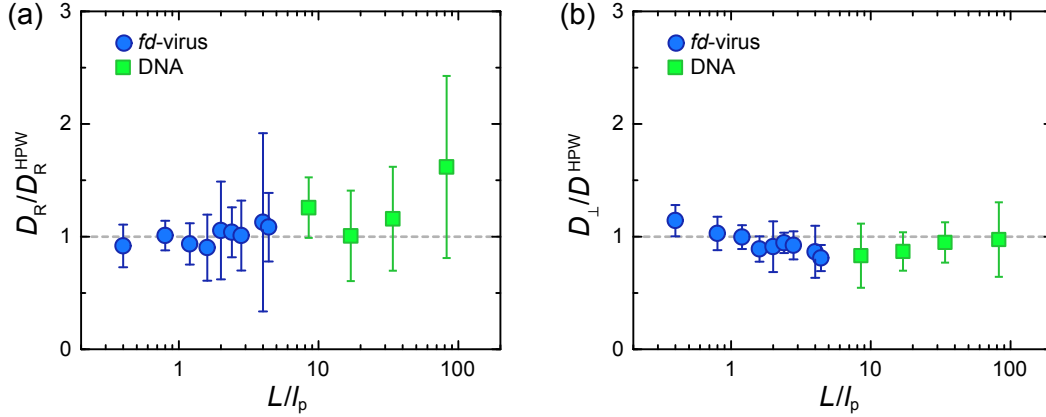 (a)
3
2
1
0
fd-virus
DNA
D_R/D_R^HPW
1
10
100
L/l_p
(b)
3
2
1
0
fd-virus
DNA
D_⊥/D^HPW
1
10
100
L/l_p